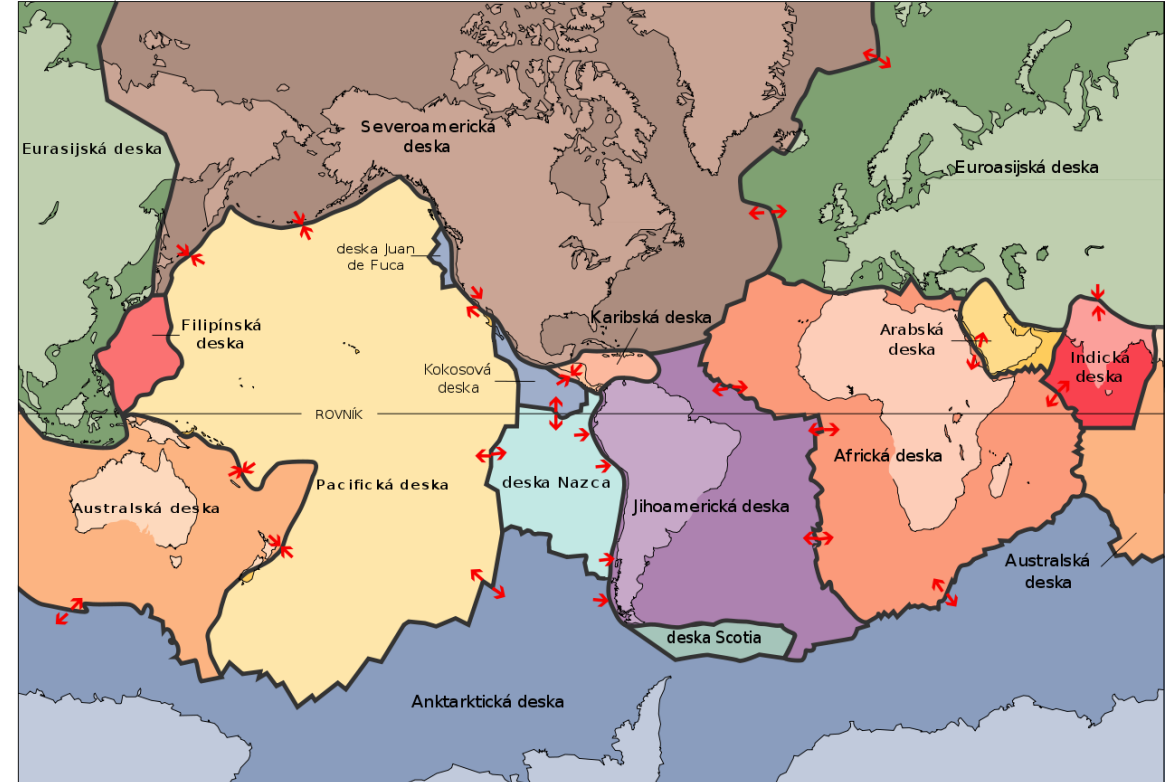 Severoamerická
deska
Eurasijská deska
Euroasijská deska
deska Juan
de Fuca
Filipínská
deska
Karibská deska
Arabská
deska
Indická
deska
Kokosová
deska
ROVNÍK
Africká deska
Pacifická deska
deska Nazca
Australská deska
Jihoamerická deska
Australská
deska
deska Scotia
Anktarktická deska